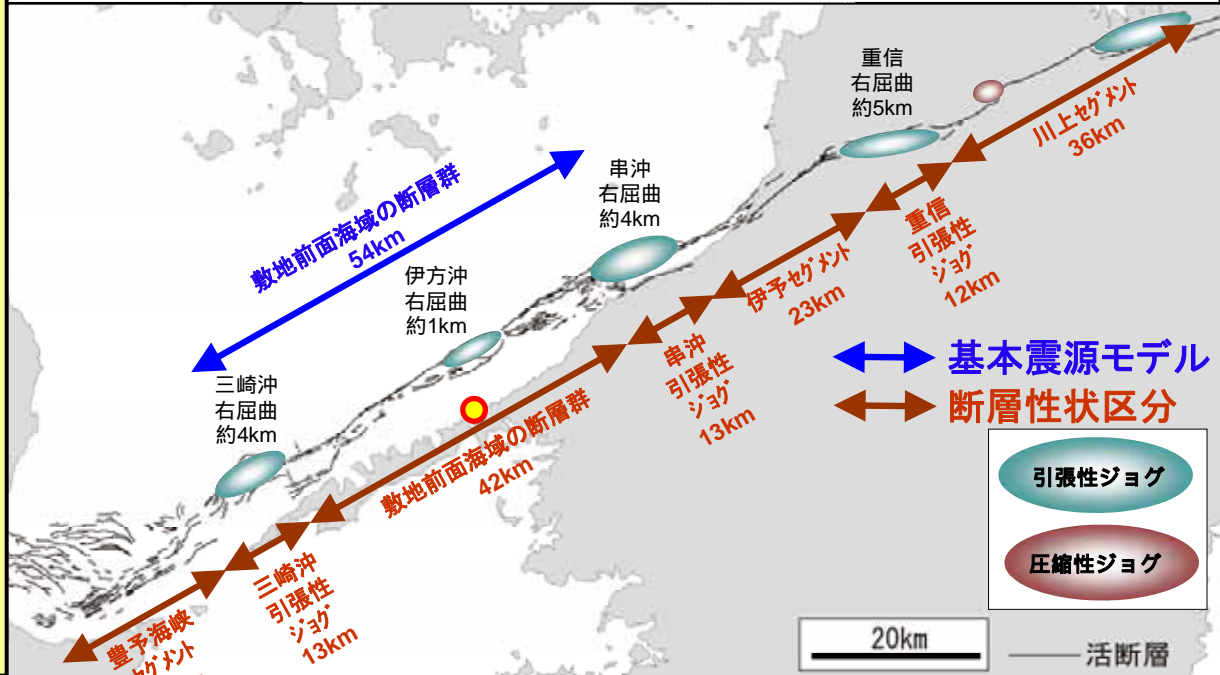 重信
右屈曲
約5km
川上セグメント
36km
串沖
右屈曲
約4km
敷地前面海域の断層群
54km
伊方沖
右屈曲
約1km
重信
引張性
ジョグ
12km
伊予セグメント
23km
串沖
引張性
ジョグ
13km
基本震源モデル
断層性状区分
三崎沖
右屈曲
約4km
敷地前面海域の断層群
42km
引張性ジョグ
圧縮性ジョグ
三崎沖
引張性
ジョグ
13km
豊予海峡
セグメント
20km
活断層